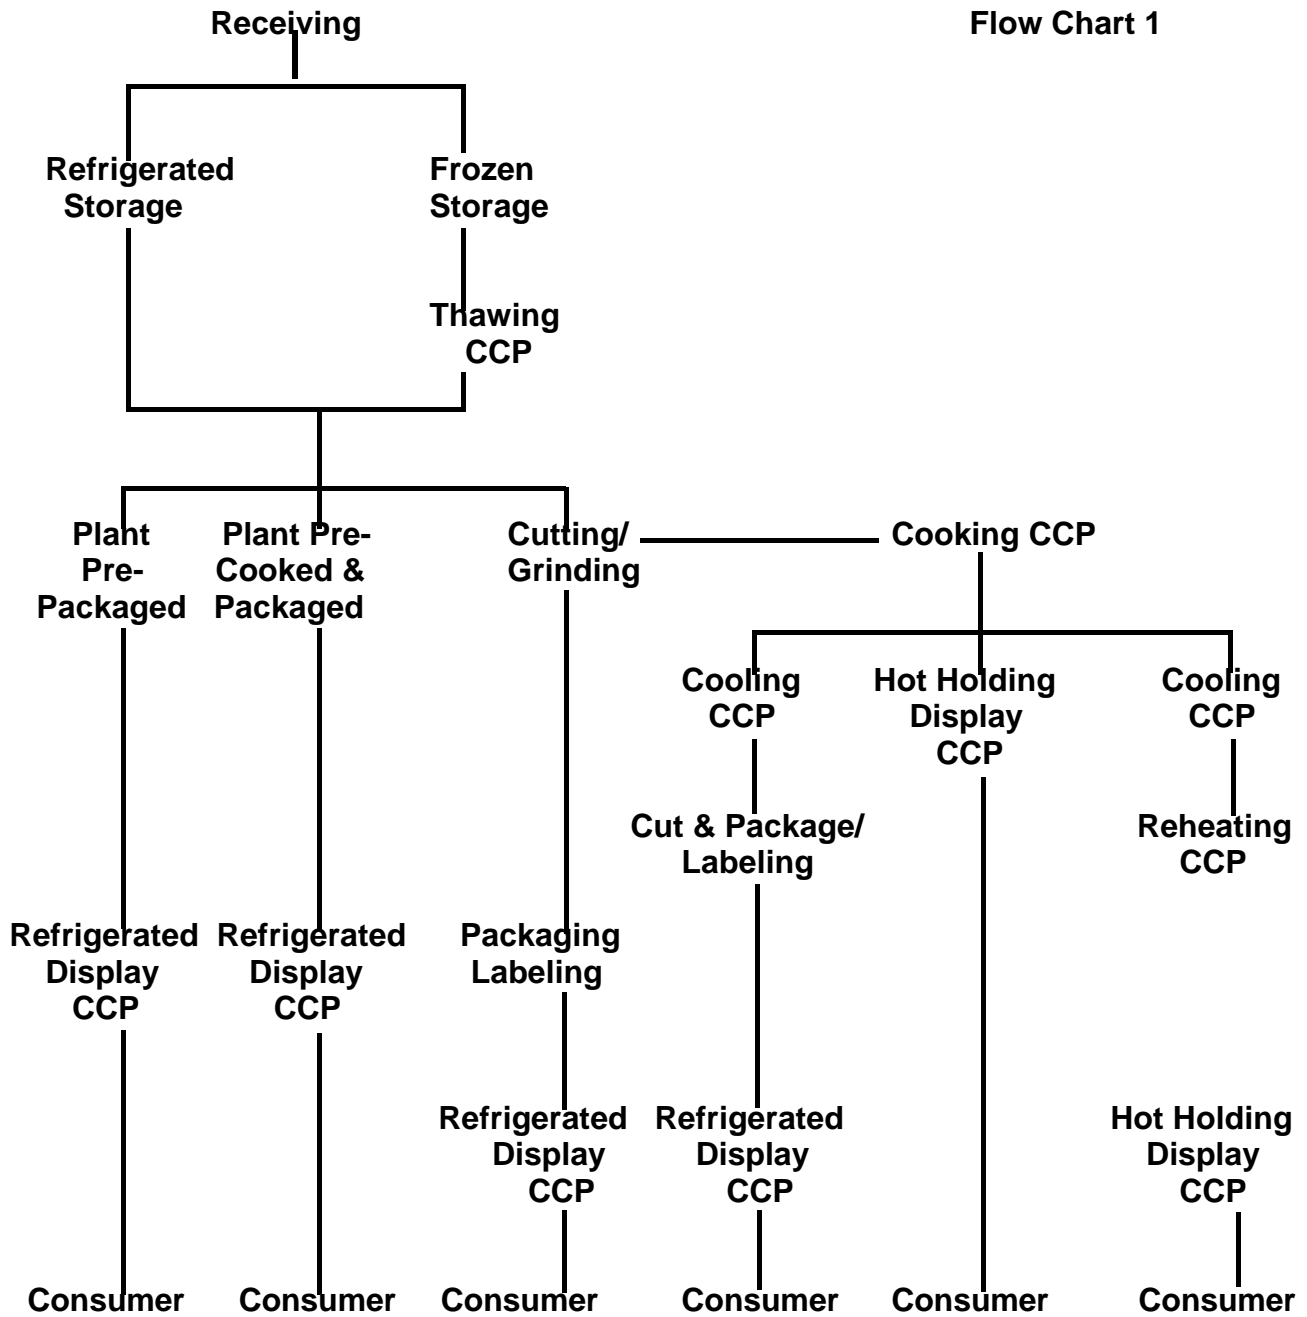 Receiving
Flow Chart 1
Refrigerated
Storage
Frozen
Storage
Thawing
CCP
Plant
Pre-
Packaged
Plant Pre-
Cooked &
Packaged
Cutting/
Grinding
Cooking CCP
Cooling
CCP
Hot Holding
Display
CCP
Cooling
CCP
Cut & Package/
Labeling
Reheating
CCP
Refrigerated
Display
CCP
Refrigerated
Display
CCP
Packaging
Labeling
Refrigerated
Display
CCP
Refrigerated
Display
CCP
Hot Holding
Display
CCP
Consumer
Consumer
Consumer
Consumer
Consumer
Consumer